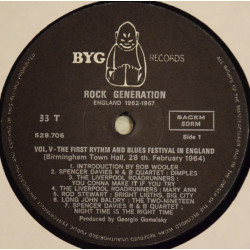 BYG RECORDS
ROCK GENERATION
ENGLAND 1962-1967
33 T
SACEM
SDRM
529.705
Side 1
VOL V - THE FIRST RYTHM AND BLUES FESTIVAL IN ENGLAND
(Birmingham Town Hall, 28 th. february 1964)
1 : INTRODUCTION BY BOB WOOLER
2 : SPENCER DAVIES R & B QUARTET : DIMPLES
3 : THE LIVERPOOL ROADRUNNERS :
YOU GONNA MAKE IT IF YOU TRY
4 : THE LIVERPOOL ROADRUNNERS : MARY ANN
5 : ROD STEWART : BRIGHT LIGTHS, BIG CITY
6 : LONG JOHN BALDRY : THE TWO-NINETEEN
7 : SPENCER DAVIES R & B QUARTET :
NIGHT TIME IS THE RIGHT TIME
Produced by Georgio Gomelsky